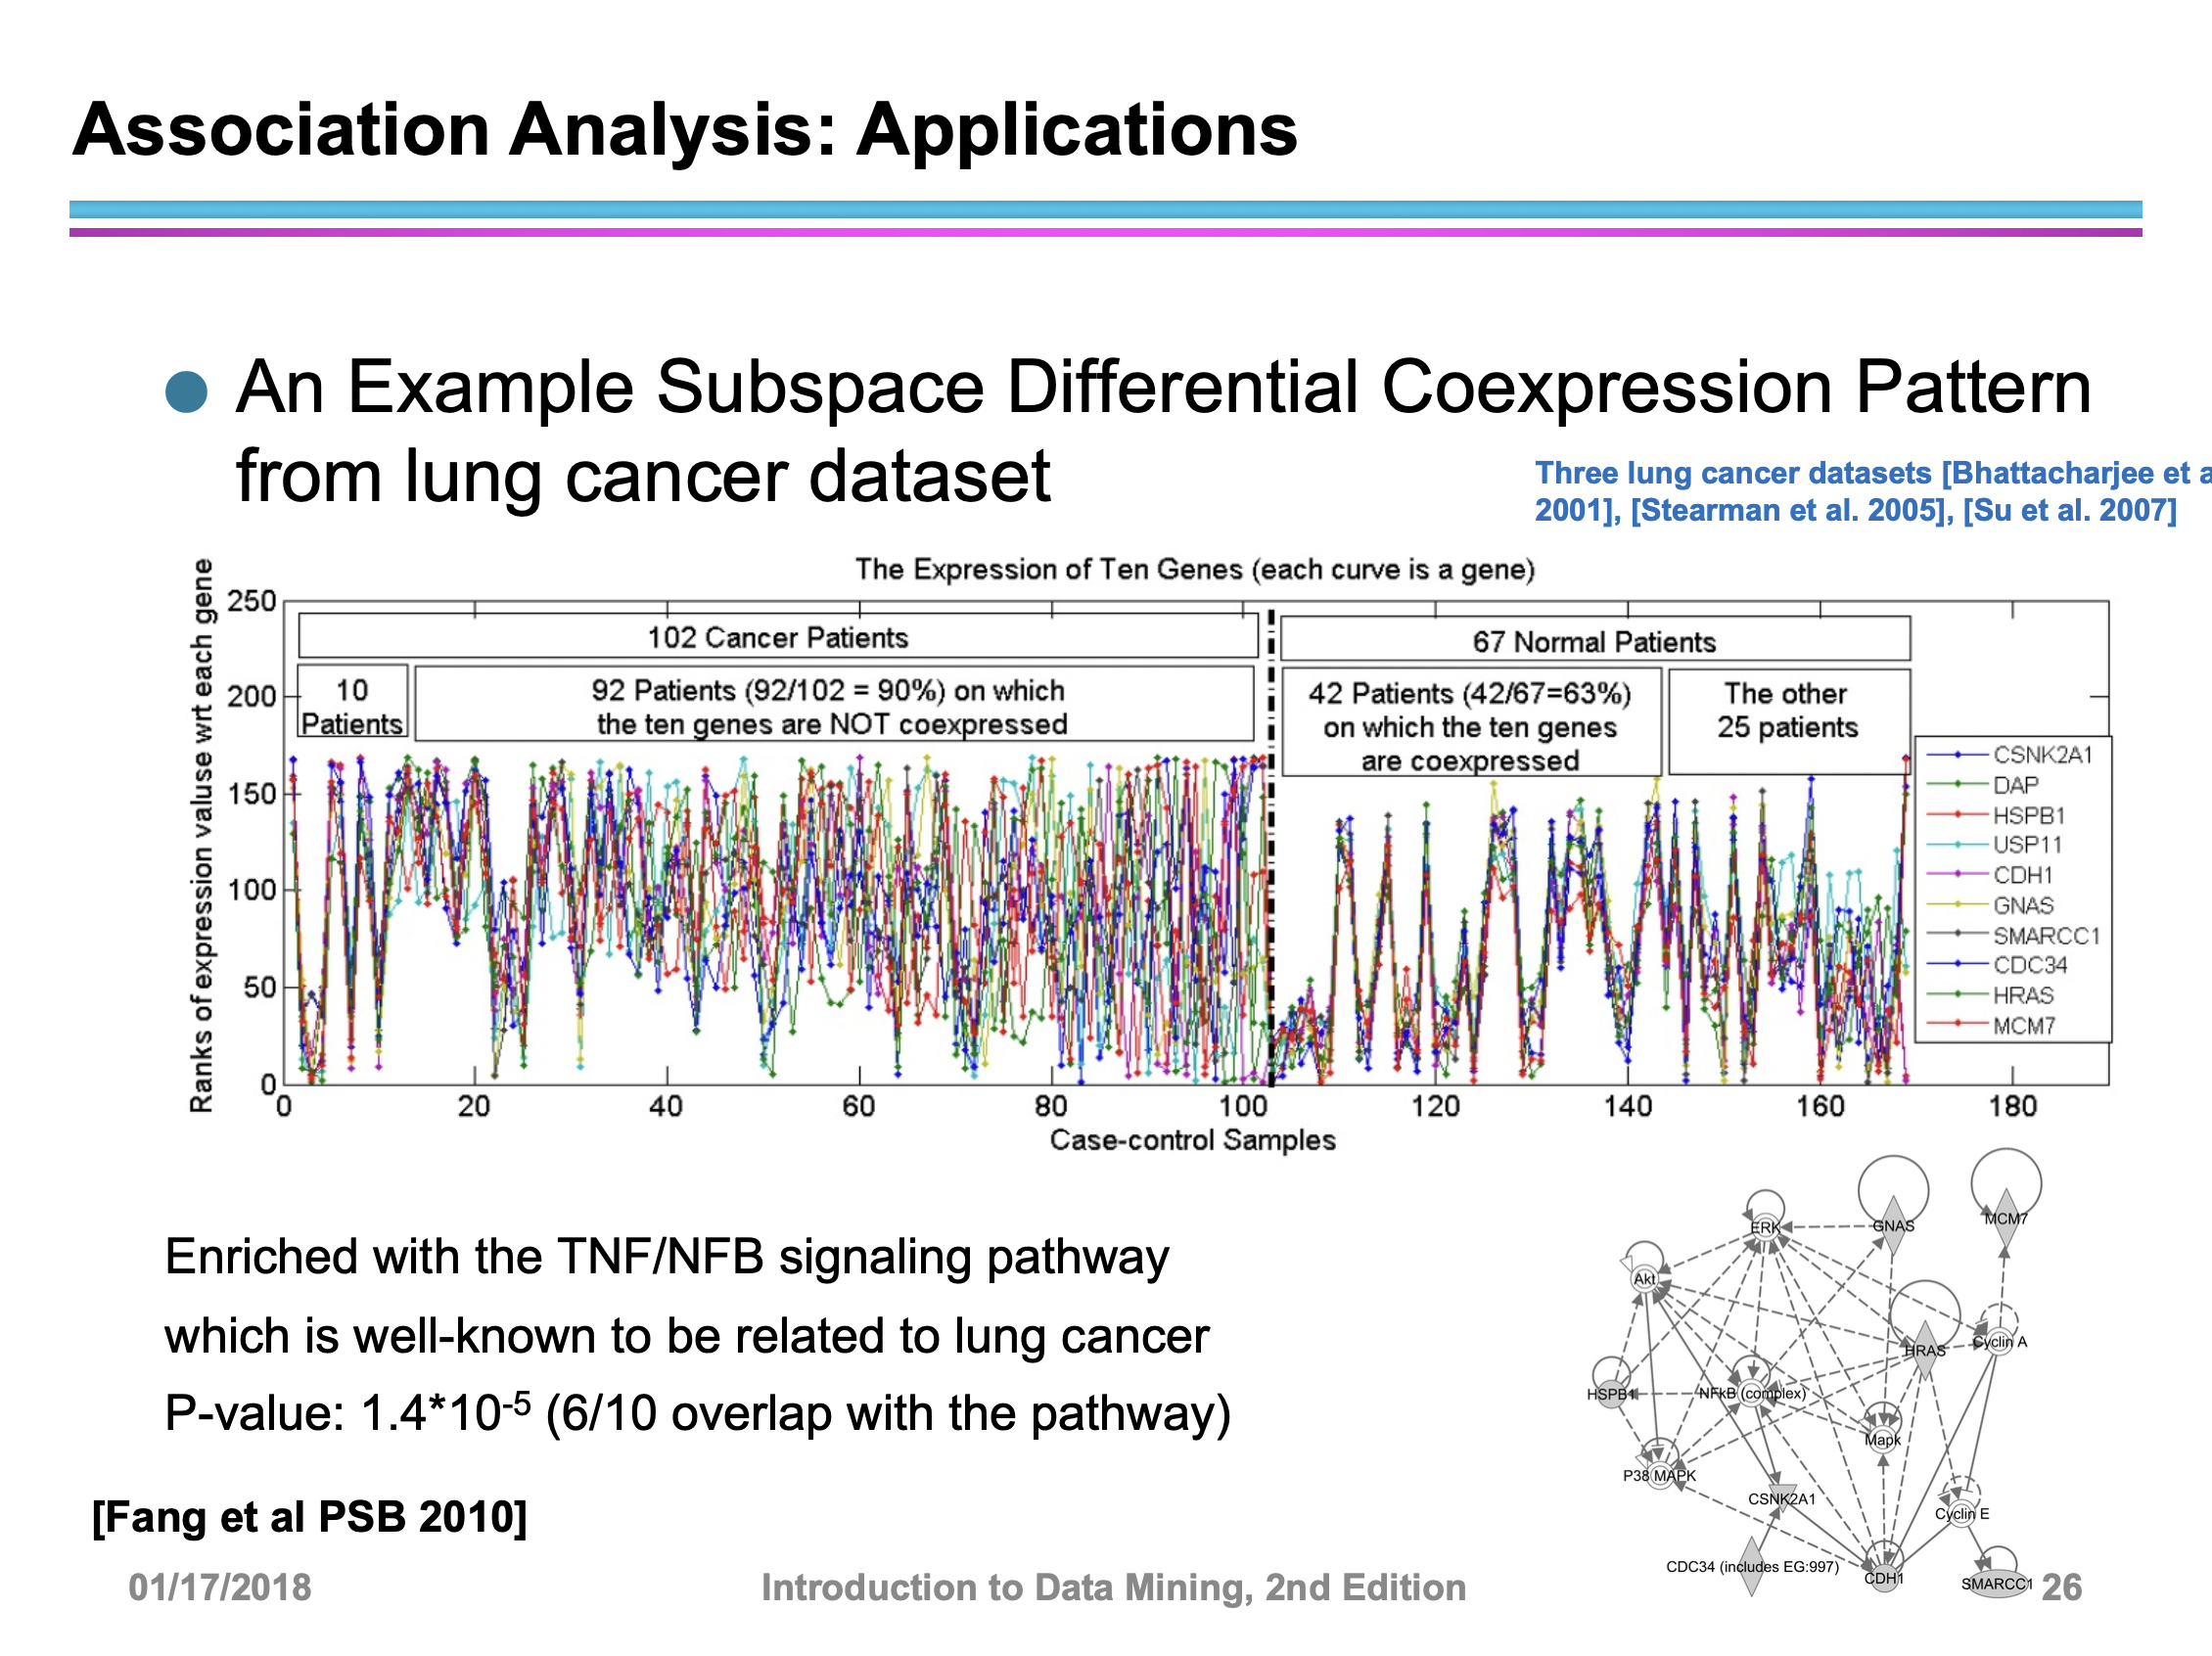 Association Analysis: Applications
An Example Subspace Differential Coexpression Pattern
from lung cancer dataset
Three lung cancer datasets [Bhattacharjee et a
2001], [Stearman et al. 2005], [Su et al. 2007]
The Expression of Ten Genes (each curve is a gene)
Ranks of expression valuse wrt each gene
250
200
150
100
50
0
102 Cancer Patients
10
Patients
92 Patients (92/102 = 90%) on which
the ten genes are NOT coexpressed
67 Normal Patients
42 Patients (42/67=63%)
on which the ten genes
are coexpressed
The other
25 patients
CSNK2A1
DAP
HSPB1
USP11
CDH1
GNAS
SMARCC1
CDC34
HRAS
MCM7
0 20 40 60 80 100 120 140 160 180
Case-control Samples
Enriched with the TNF/NFB signaling pathway
which is well-known to be related to lung cancer
P-value: 1.4*10-5 (6/10 overlap with the pathway)
[Fang et al PSB 2010]
ERK
GNAS
MCM7
Akt
HRAS
Cyclin A
HSPB1
NFkB (complex)
Mapk
P38 MAPK
CSNK2A1
Cyclin E
CDC34 (includes EG:997)
CDH1
SMARCC1
01/17/2018
Introduction to Data Mining, 2nd Edition
26